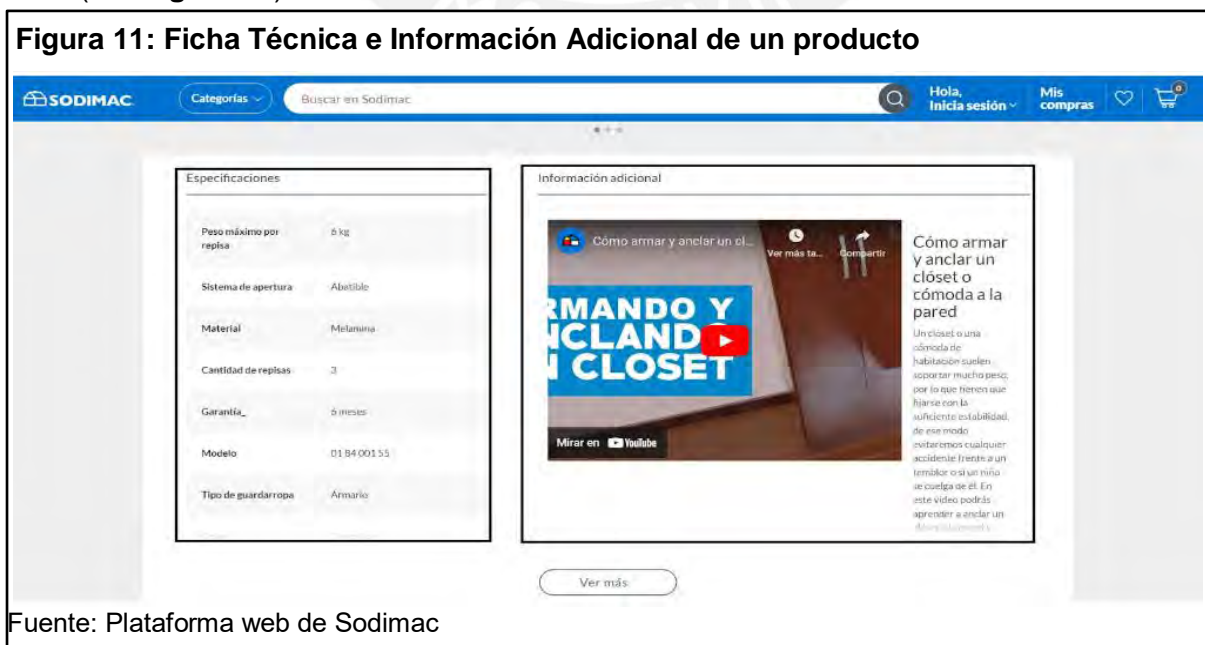 Figura 11: Ficha Técnica e Información Adicional de un producto
SODIMAC
Categorías
Buscar en Sodimac
Hola,
Inicia sesión
Mis
compras
0
Especificaciones
Peso máximo por
repisa
6 kg
Sistema de apertura
Abatible
Material
Melamina
Cantidad de repisas
3
Garantía_
6 meses
Modelo
01 84 001 55
Tipo de guardarropa
Armario
Información adicional
Cómo armar y anclar un cl...
Ver más ta...
Compartir
RMANDO Y
NCLANDO
N CLOSET
Mirar en YouTube
Cómo armar
y anclar un
clóset o
cómoda a la
pared
Un closet o una
cómoda de
habitación suelen
soportar mucho peso,
por lo que tienen que
fijarse con la
suficiente estabilidad,
de ese modo
evitaremos cualquier
accidente frente a un
temblor o si un niño
se cuelga de él. En
este video podrás
aprender a anclar un
Ver más
Fuente: Plataforma web de Sodimac